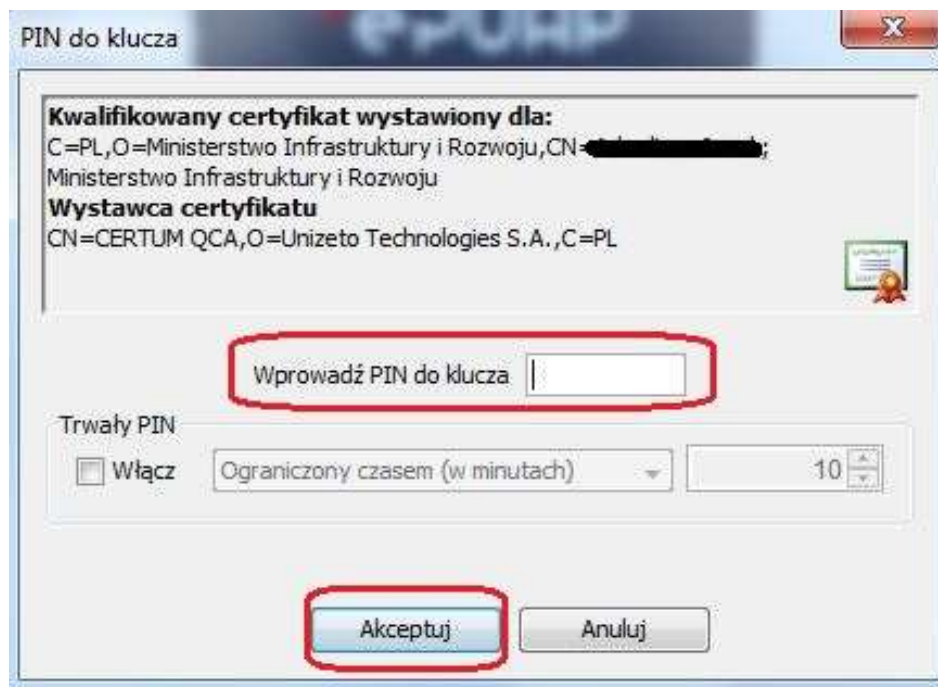 ePUAP
PIN do klucza
Kwalifikowany certyfikat wystawiony dla:
C=PL,O=Ministerstwo Infrastruktury i Rozwoju,CN=
Ministerstwo Infrastruktury i Rozwoju
Wystawca certyfikatu
CN=CERTUM QCA,O=Unizeto Technologies S.A.,C=PL
Wprowadź PIN do klucza
Trwały PIN
Włącz Ograniczony czasem (w minutach) 10
Akceptuj Anuluj